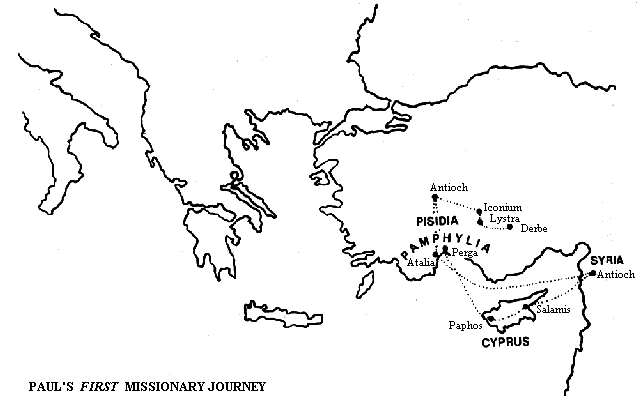 Antioch
Iconium
Lystra
Derbe
PISIDIA
PAMPHYLIA
Perga
Atalia
SYRIA
Antioch
Salamis
Paphos
CYPRUS
PAUL'S FIRST MISSIONARY JOURNEY